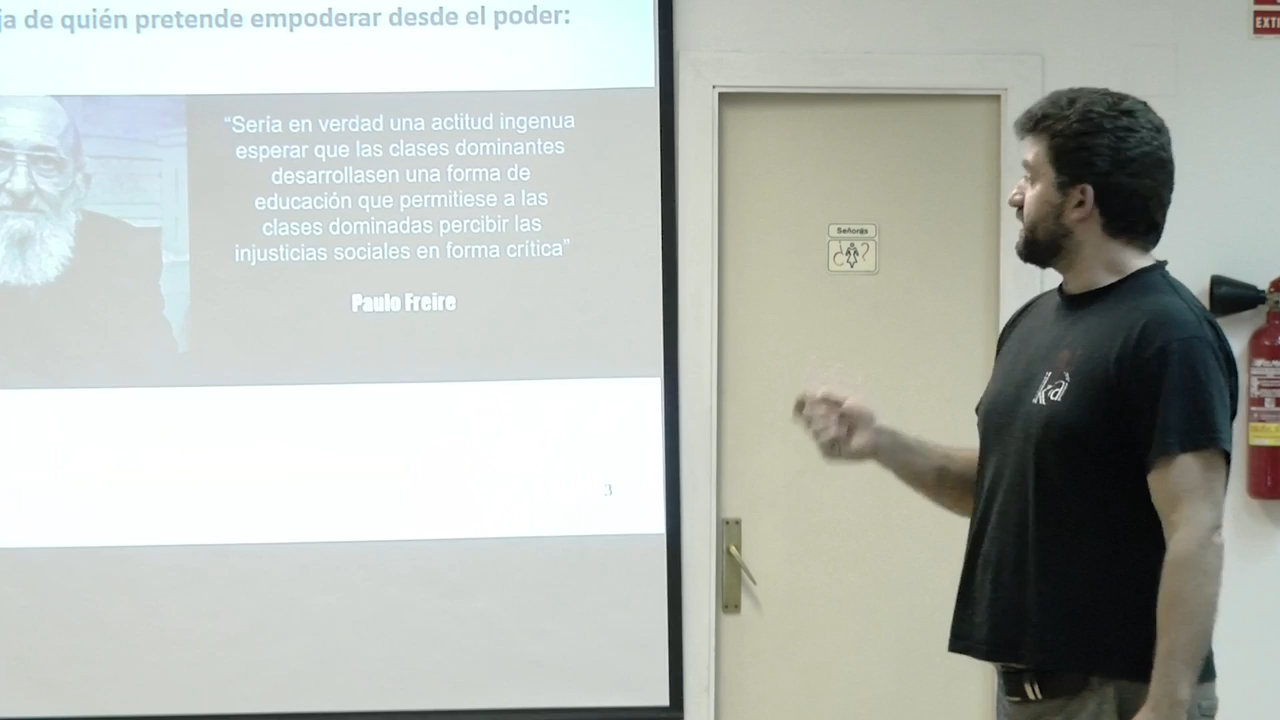 ja de quién pretende empoderar desde el poder:
“Sería en verdad una actitud ingenua
esperar que las clases dominantes
desarrollasen una forma de
educación que permitiese a las
clases dominadas percibir las
injusticias sociales en forma crítica”
Paulo Freire
3
Señoras
¿?
kaì
EXTI